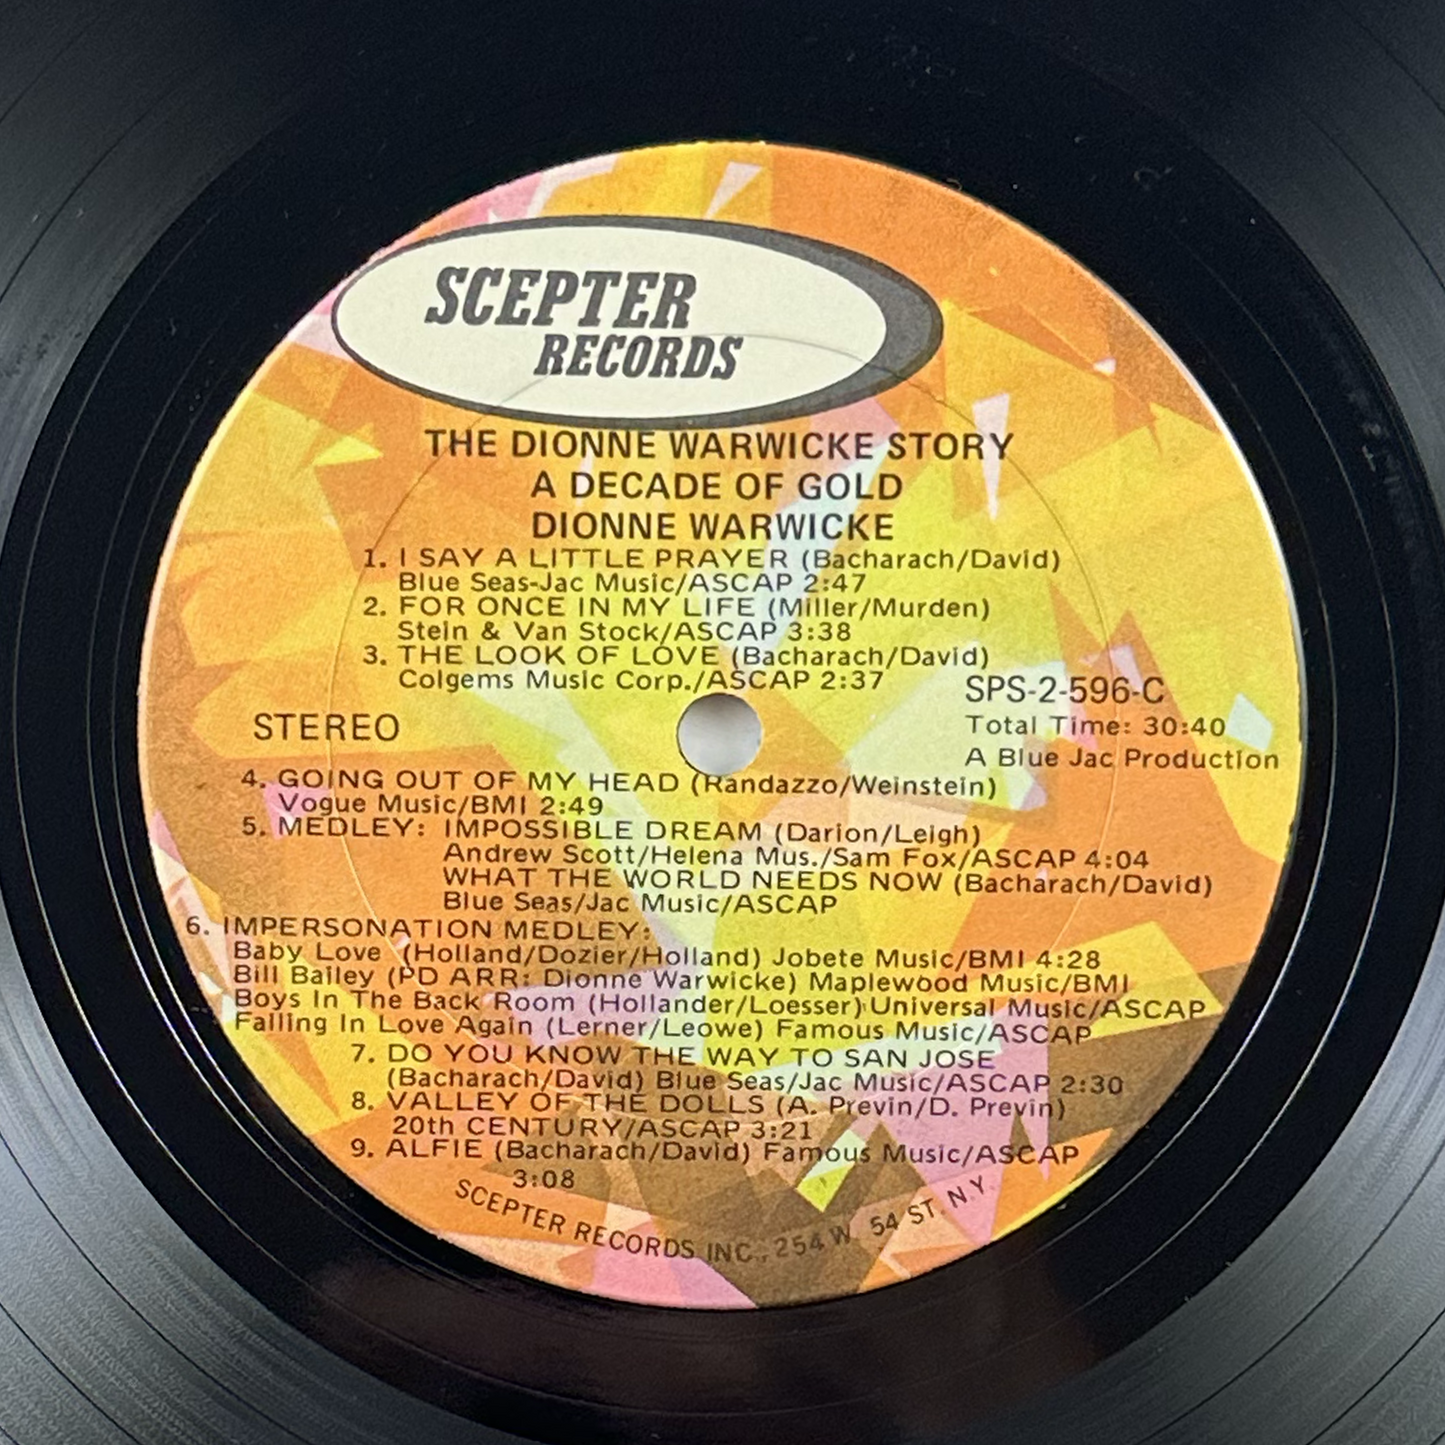 SCEPTER
RECORDS
THE DIONNE WARWICKE STORY
A DECADE OF GOLD
DIONNE WARWICKE
1. I SAY A LITTLE PRAYER (Bacharach/David)
Blue Seas-Jac Music/ASCAP 2:47
2. FOR ONCE IN MY LIFE (Miller/Murden)
Stein & Van Stock/ASCAP 3:38
3. THE LOOK OF LOVE (Bacharach/David)
Colgems Music Corp./ASCAP 2:37
STEREO
SPS-2-596-C
Total Time: 30:40
A Blue Jac Production
4. GOING OUT OF MY HEAD (Randazzo/Weinstein)
Vogue Music/BMI 2:49
5. MEDLEY: IMPOSSIBLE DREAM (Darion/Leigh)
Andrew Scott/Helena Mus./Sam Fox/ASCAP 4:04
WHAT THE WORLD NEEDS NOW (Bacharach/David)
Blue Seas/Jac Music/ASCAP
6. IMPERSONATION MEDLEY:
Baby Love (Holland/Dozier/Holland) Jobete Music/BMI 4:28
Bill Bailey (PD ARR: Dionne Warwicke) Maplewood Music/BMI
Boys In The Back Room (Hollander/Loesser) Universal Music/ASCAP
Falling In Love Again (Lerner/Leowe) Famous Music/ASCAP
7. DO YOU KNOW THE WAY TO SAN JOSE
(Bacharach/David) Blue Seas/Jac Music/ASCAP 2:30
8. VALLEY OF THE DOLLS (A. Previn/D. Previn)
20th CENTURY/ASCAP 3:21
9. ALFIE (Bacharach/David) Famous Music/ASCAP
3:08
SCEPTER RECORDS INC., 254 W. 54 ST. N.Y.